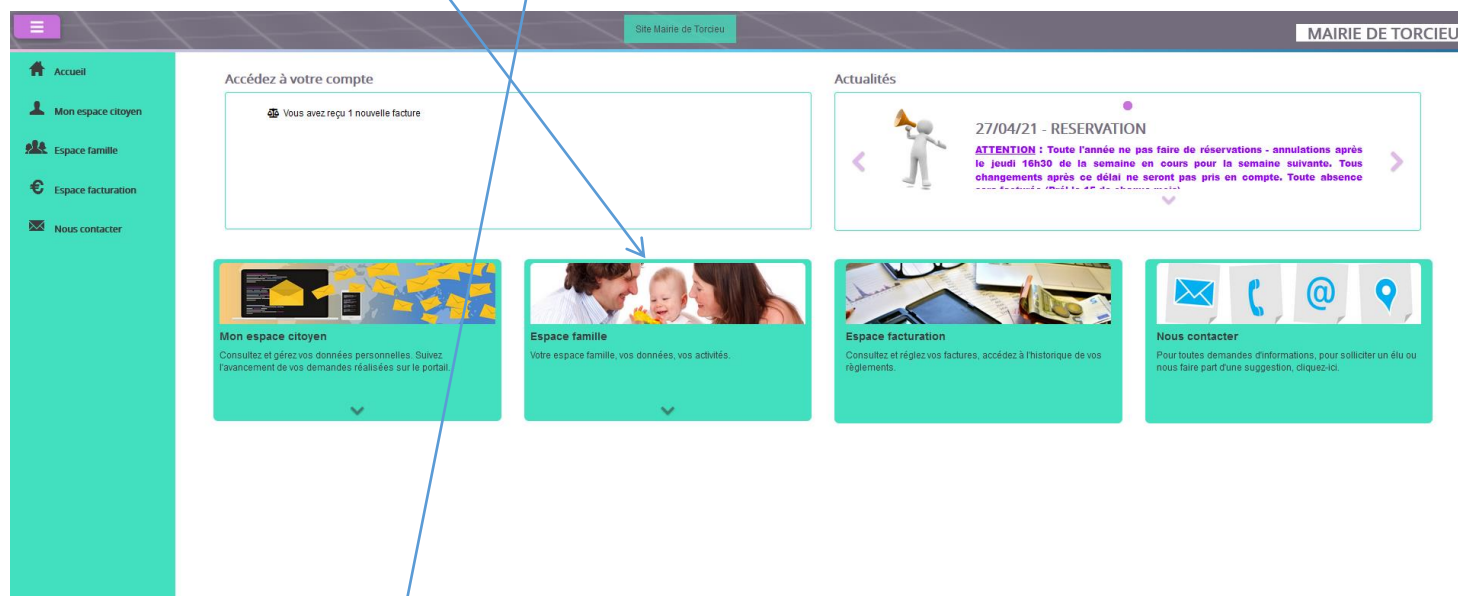 Site Mairie de Torcieu
MAIRIE DE TORCIEU
Accueil
Mon espace citoyen
Espace famille
Espace facturation
Nous contacter
Accédez à votre compte
Vous avez reçu 1 nouvelle facture
Actualités
27/04/21 - RESERVATION
ATTENTION : Toute l'année ne pas faire de réservations - annulations après
le jeudi 16h30 de la semaine en cours pour la semaine suivante. Tous
changements après ce délai ne seront pas pris en compte. Toute absence
Mon espace citoyen
Consultez et gérez vos données personnelles. Suivez
l'avancement de vos demandes réalisées sur le portail.
Espace famille
Votre espace famille, vos données, vos activités.
Espace facturation
Consultez et réglez vos factures, accédez à l'historique de vos
règlements.
Nous contacter
Pour toutes demandes d'informations, pour solliciter un élu ou
nous faire part d'une suggestion, cliquez-ici.